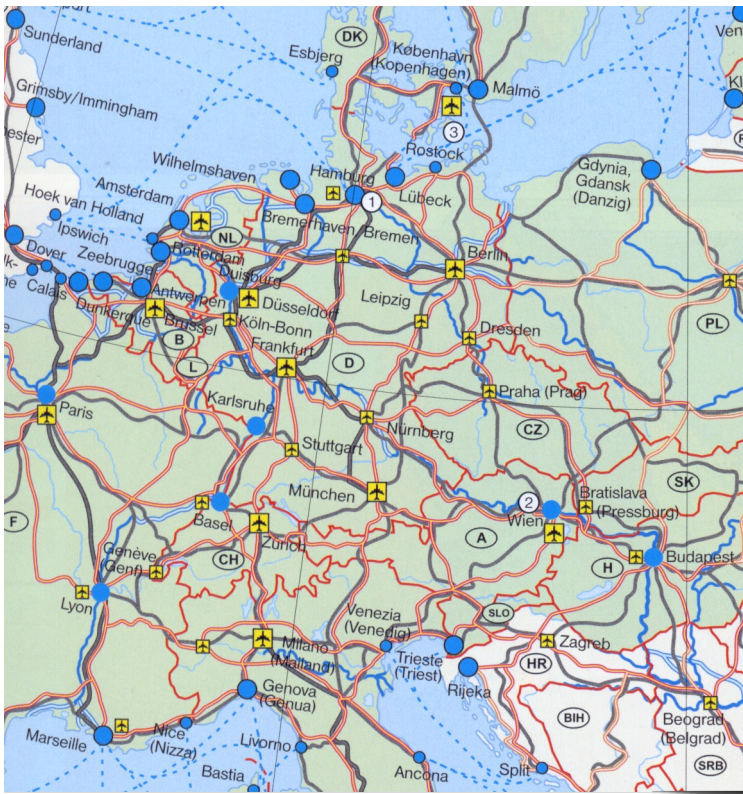 Sunderland
DK
Esbjerg
København
(Kopenhagen)
Malmö
Grimsby/Immingham
3
Rostock
Wilhelmshaven
Hamburg
1
Lübeck
Gdynia,
Gdansk
(Danzig)
Amsterdam
Bremerhaven
Bremen
Hoek van Holland
Ipswich
NL
Rotterdam
Berlin
Dover
Zeebrugge
Duisburg
Calais
Antwerpen
Düsseldorf
Leipzig
Dunkerque
Brüssel
Köln-Bonn
PL
B
Dresden
L
Frankfurt
D
Karlsruhe
Praha (Prag)
Paris
Nürnberg
CZ
Stuttgart
SK
München
2
Bratislava
(Pressburg)
F
Basel
Wien
A
Zürich
Genève
(Genf)
CH
H
Budapest
Lyon
SLO
Venezia
(Venedig)
Milano
(Mailand)
Trieste
(Triest)
Zagreb
HR
Rijeka
Genova
(Genua)
BIH
Beograd
(Belgrad)
Marseille
Nice
(Nizza)
Livorno
Ancona
Split
SRB
Bastia